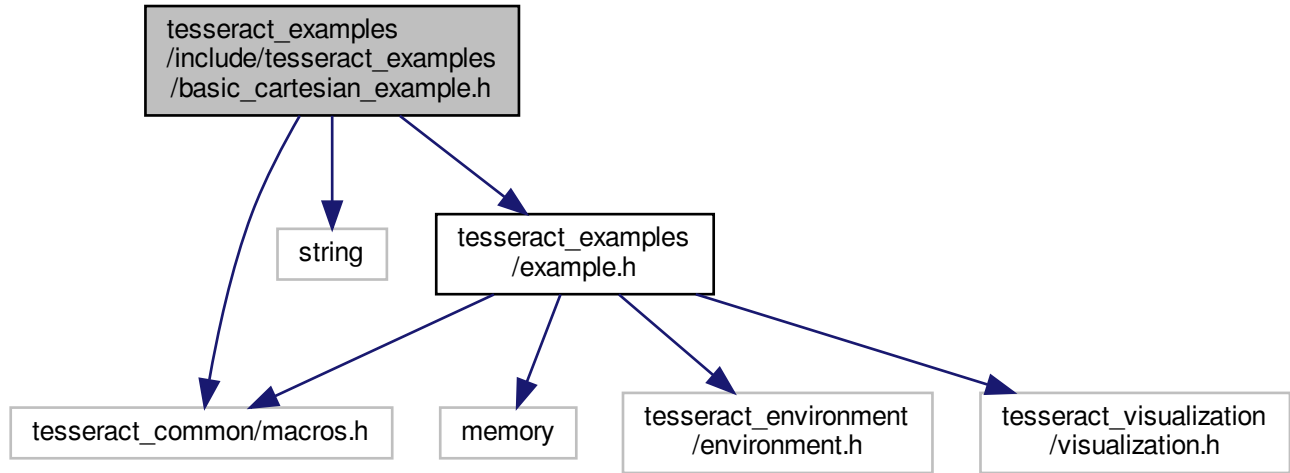 tesseract_examples
/include/tesseract_examples
/basic_cartesian_example.h
string
tesseract_examples
/example.h
tesseract_common/macros.h
memory
tesseract_environment
/environment.h
tesseract_visualization
/visualization.h